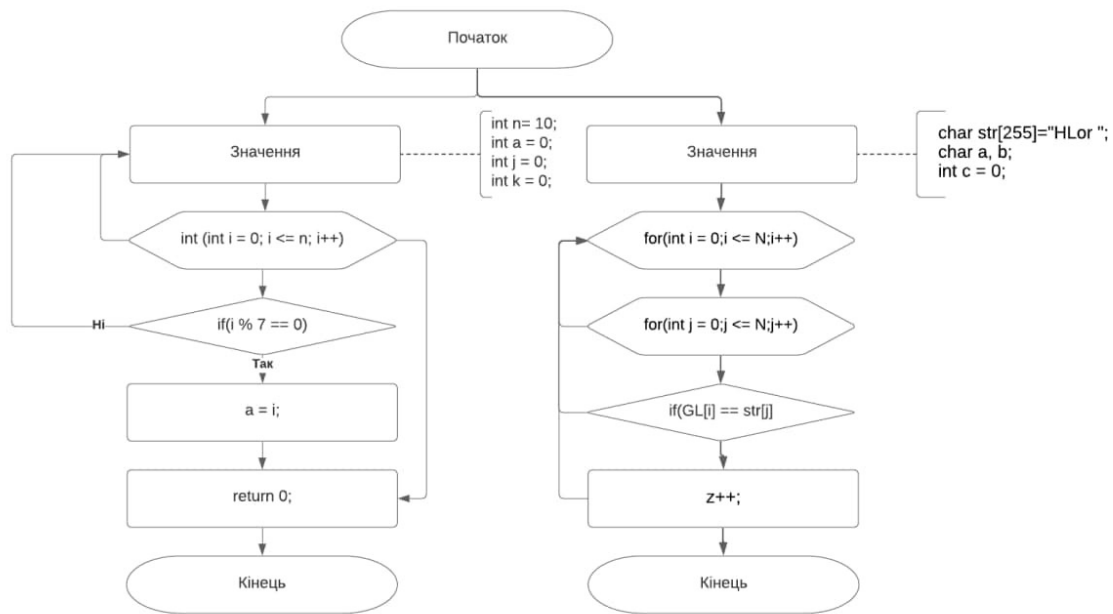 Початок
Значення
int n= 10;
int a = 0;
int j = 0;
int k = 0;
int (int i = 0; i <= n; i++)
if(i % 7 == 0)
Ні
Так
a = i;
return 0;
Кінець
Значення
char str[255]="HLor ";
char a, b;
int c = 0;
for(int i = 0;i <= N;i++)
for(int j = 0;j <= N;j++)
if(GL[i] == str[j]
z++;
Кінець